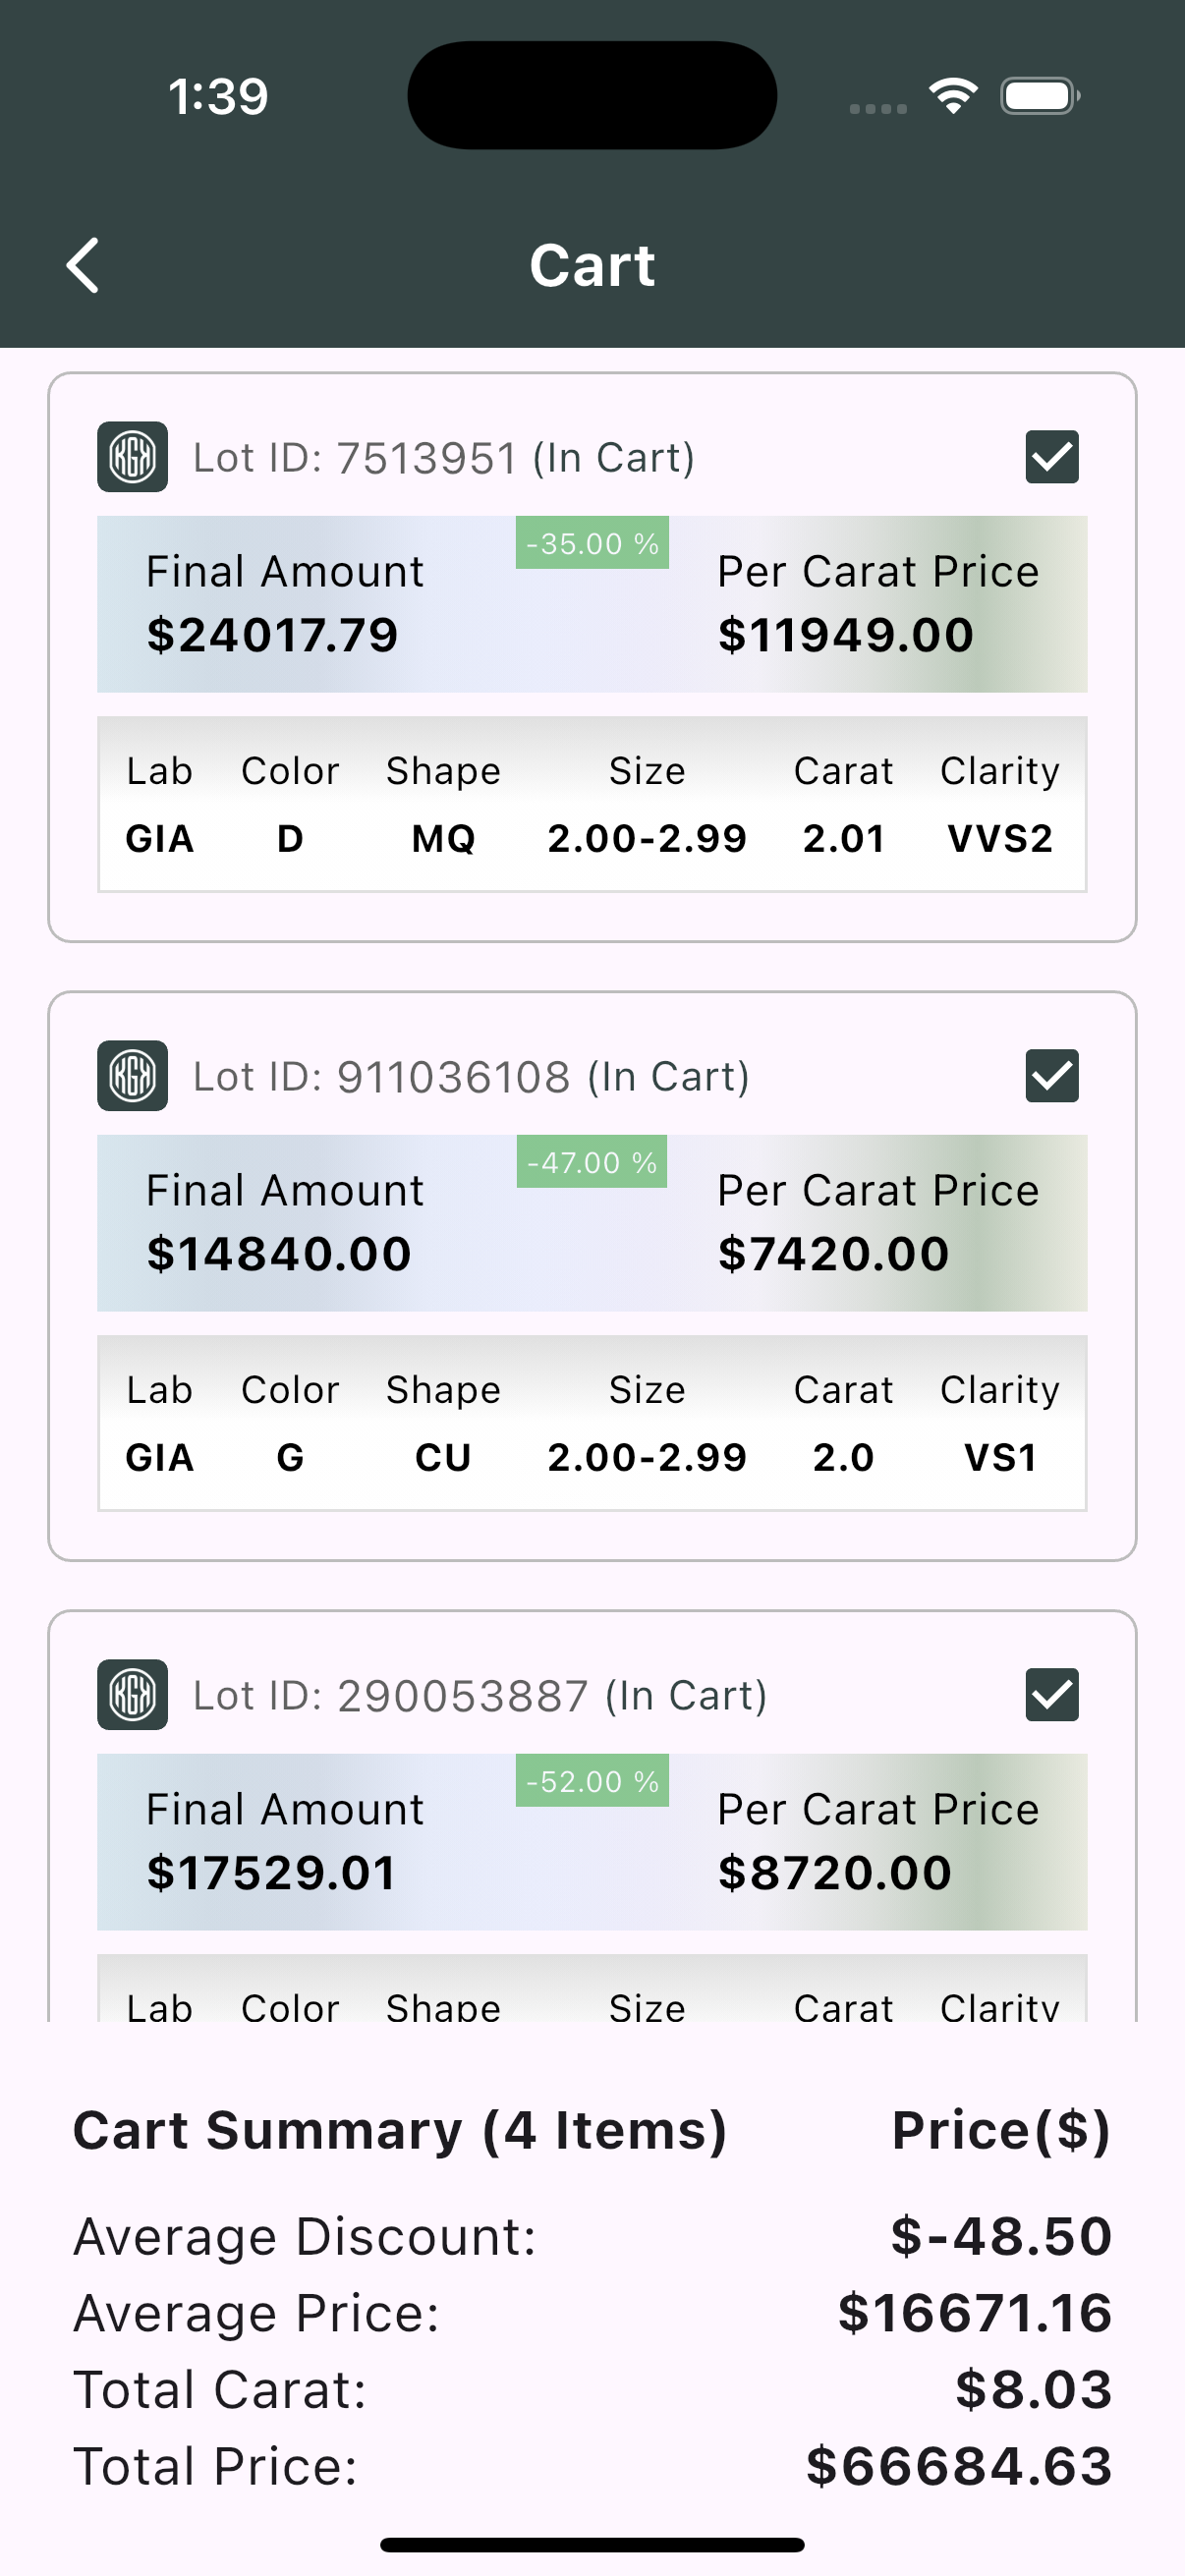 1:39
Cart
KGK Lot ID: 7513951 (In Cart)
-35.00 %
Final Amount Per Carat Price
$24017.79 $11949.00
Lab Color Shape Size Carat Clarity
GIA D MQ 2.00-2.99 2.01 VVS2
KGK Lot ID: 911036108 (In Cart)
-47.00 %
Final Amount Per Carat Price
$14840.00 $7420.00
Lab Color Shape Size Carat Clarity
GIA G CU 2.00-2.99 2.0 VS1
KGK Lot ID: 290053887 (In Cart)
-52.00 %
Final Amount Per Carat Price
$17529.01 $8720.00
Lab Color Shape Size Carat Clarity
Cart Summary (4 Items) Price($)
Average Discount: $-48.50
Average Price: $16671.16
Total Carat: $8.03
Total Price: $66684.63